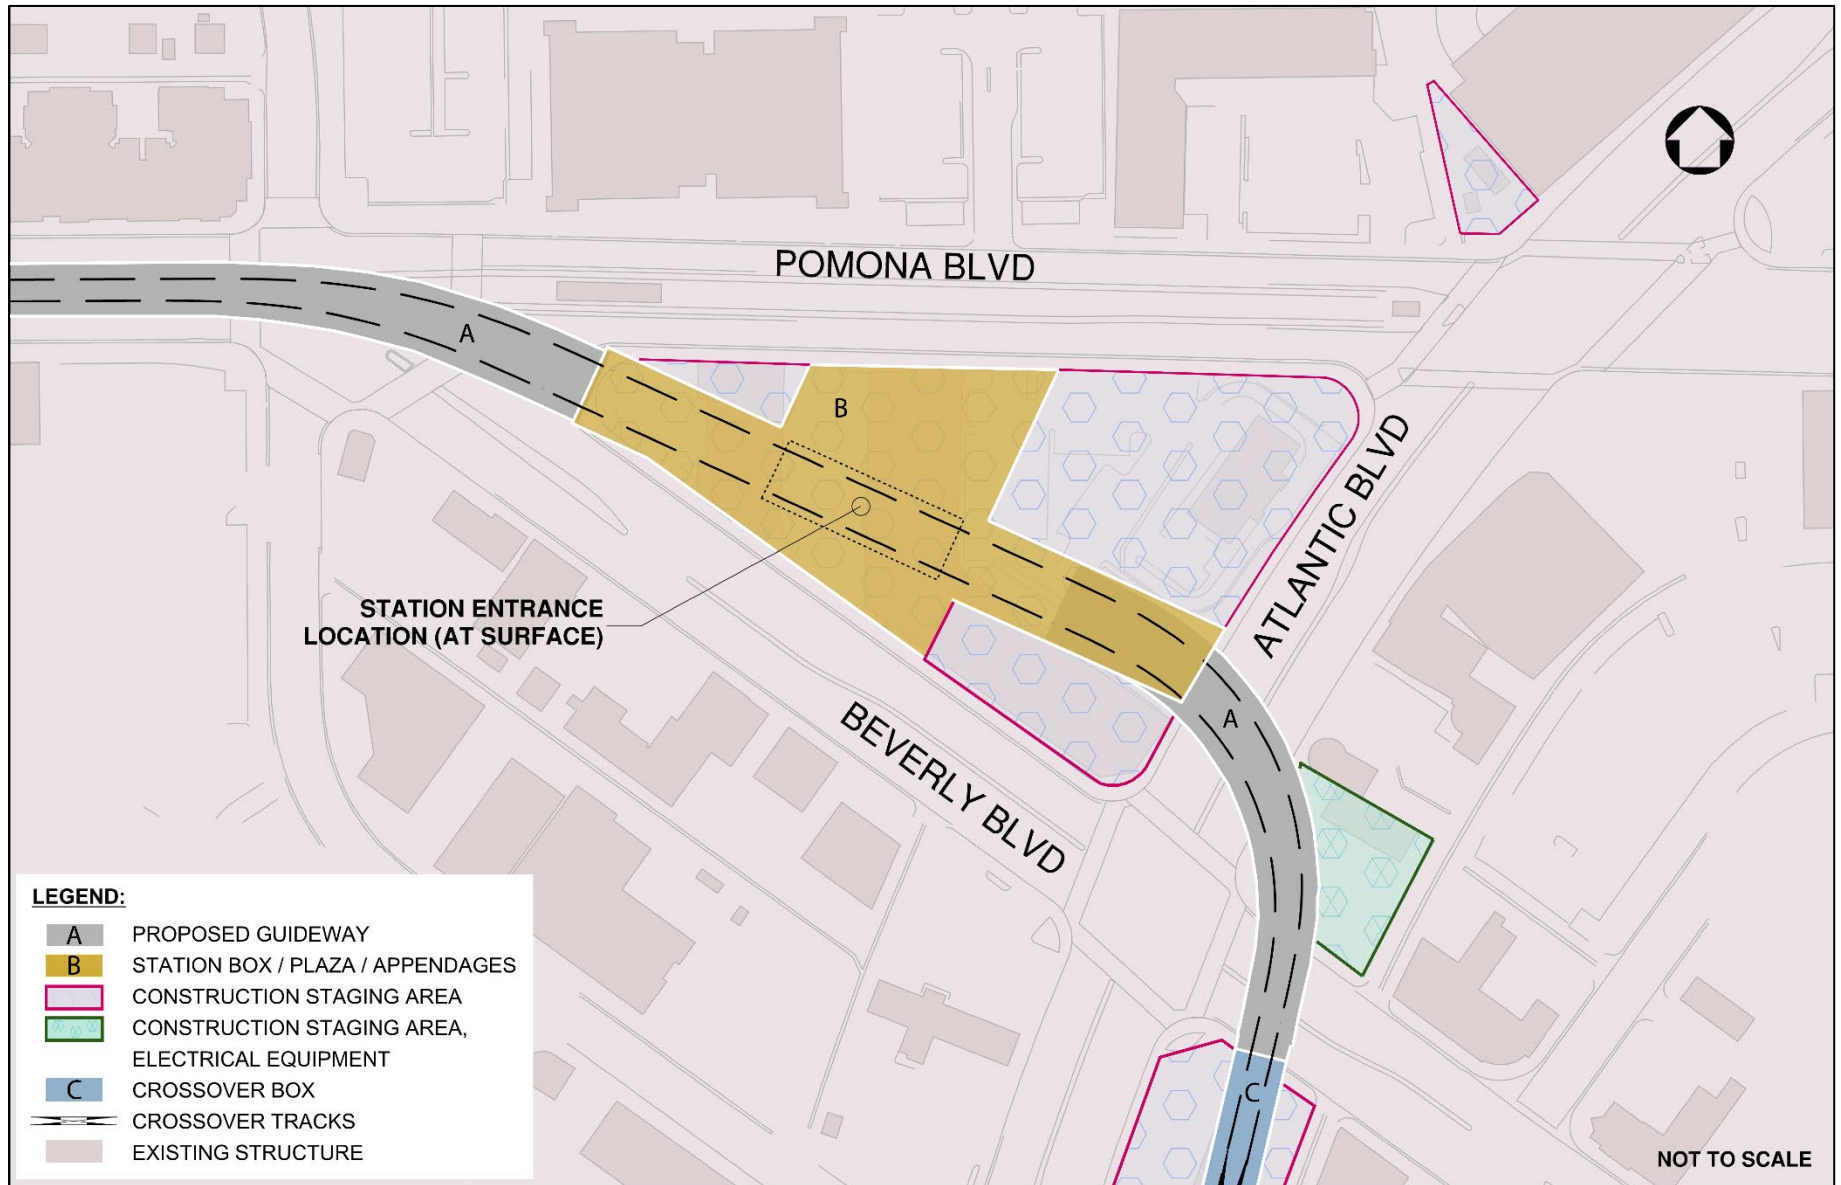 POMONA BLVD
A
B
ATLANTIC BLVD
STATION ENTRANCE
LOCATION (AT SURFACE)
A
BEVERLY BLVD
C
LEGEND:
A PROPOSED GUIDEWAY
B STATION BOX / PLAZA / APPENDAGES
CONSTRUCTION STAGING AREA
CONSTRUCTION STAGING AREA,
ELECTRICAL EQUIPMENT
C CROSSOVER BOX
CROSSOVER TRACKS
EXISTING STRUCTURE
NOT TO SCALE